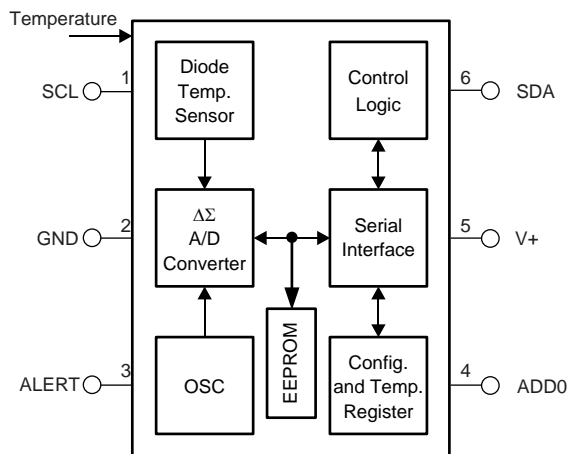 Temperature
SCL
1
Diode
Temp.
Sensor
Control
Logic
6
SDA
GND
2
ΔΣ
A/D
Converter
Serial
Interface
5
V+
ALERT
3
OSC
EEPROM
Config.
and Temp.
Register
4
ADD0